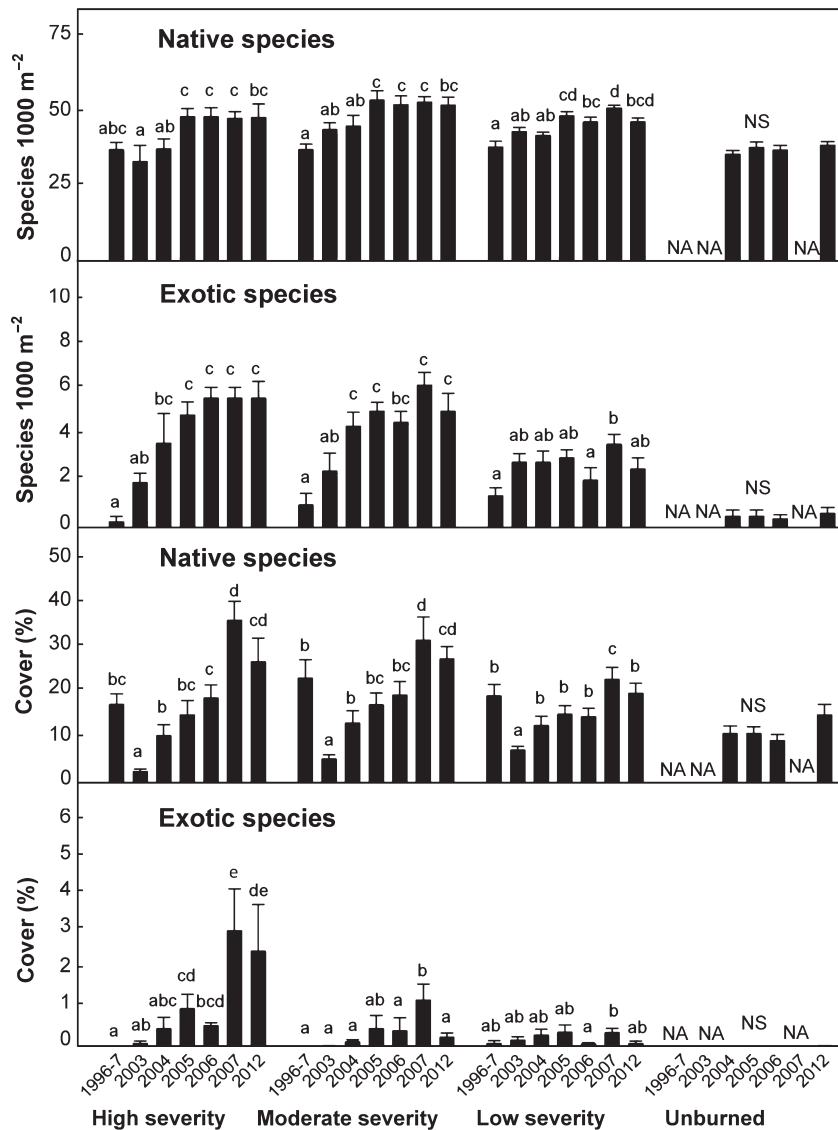 Native species
Species 1000 m⁻²
75
50
25
0
abc a ab c c c bc
a ab ab c c c bc
a ab ab cd bc d bcd
NA NA NS NA
Exotic species
Species 1000 m⁻²
10
8
6
4
2
0
a ab bc c c c c
a ab c c bc c c
a ab ab ab a b ab
NA NA NS NA
Native species
Cover (%)
50
40
30
20
10
0
bc a b bc c d cd
b a b bc bc d cd
b a b b b c b
NA NA NS NA
Exotic species
Cover (%)
6
5
4
3
2
1
0
a ab abc cd bcd e de
a a a ab a b a
ab ab ab ab a b ab
NA NA NS NA
1996-7 2003 2004 2005 2006 2007 2012
1996-7 2003 2004 2005 2006 2007 2012
1996-7 2003 2004 2005 2006 2007 2012
1996-7 2003 2004 2005 2006 2007 2012
High severity Moderate severity Low severity Unburned